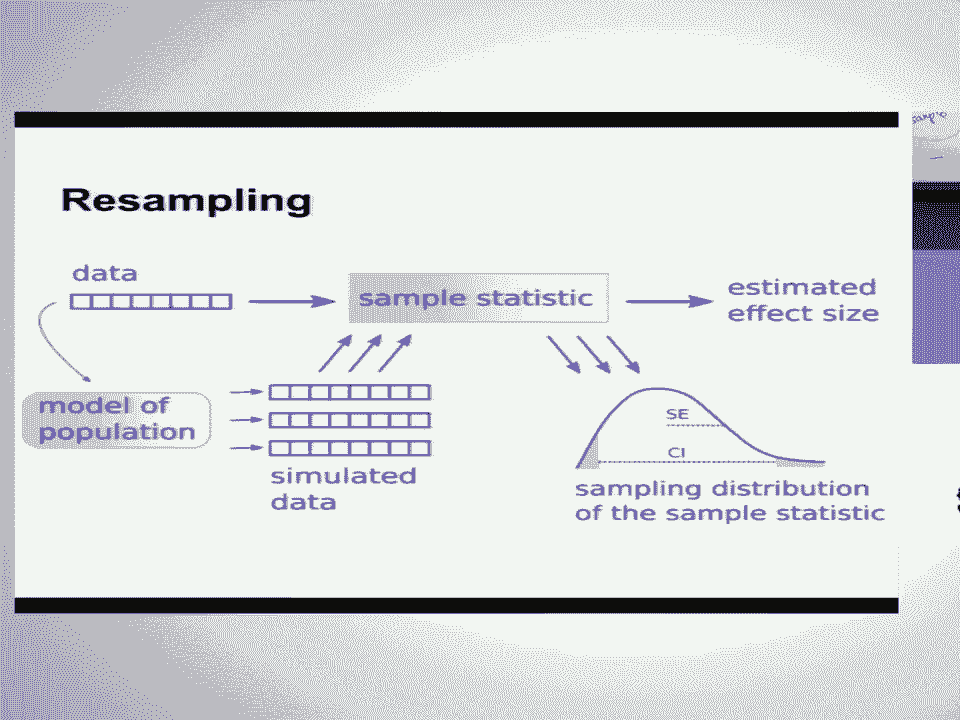 Resampling
data
sample statistic
estimated
effect size
model of
population
simulated
data
SE
CI
sampling distribution
of the sample statistic